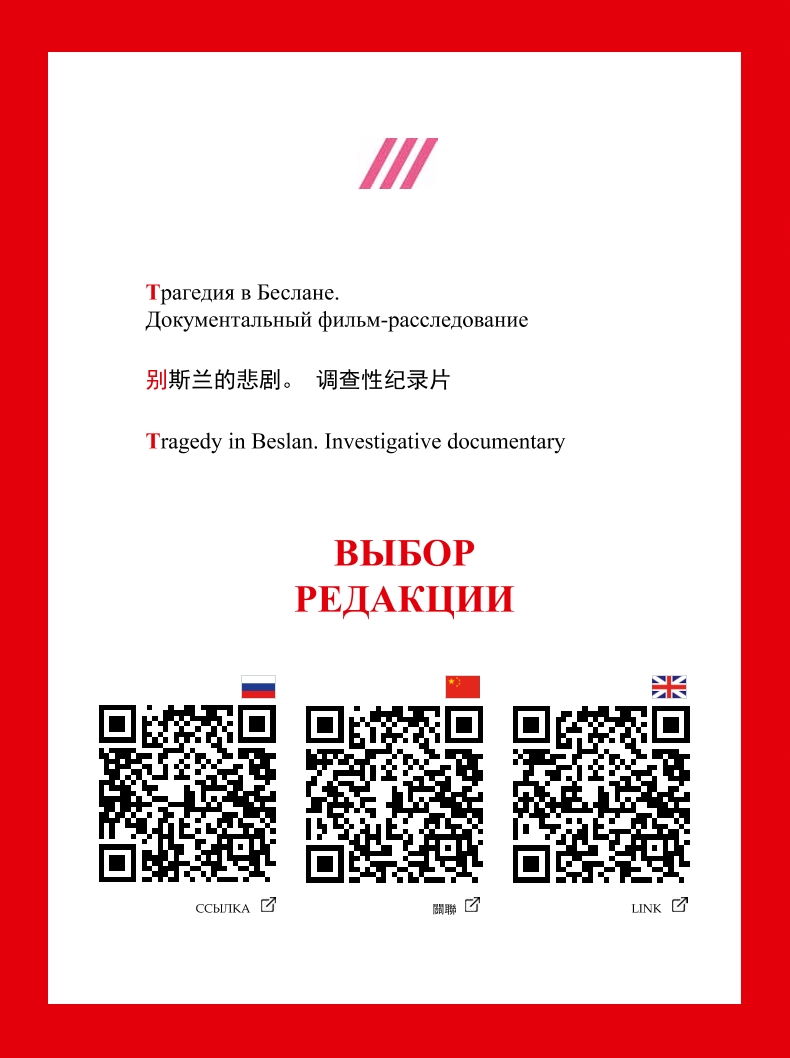 Трагедия в Беслане.
Документальный фильм-расследование
别斯兰的悲剧。 调查性纪录片
Tragedy in Beslan. Investigative documentary
ВЫБОР
РЕДАКЦИИ
ССЫЛКА
關聯
LINK